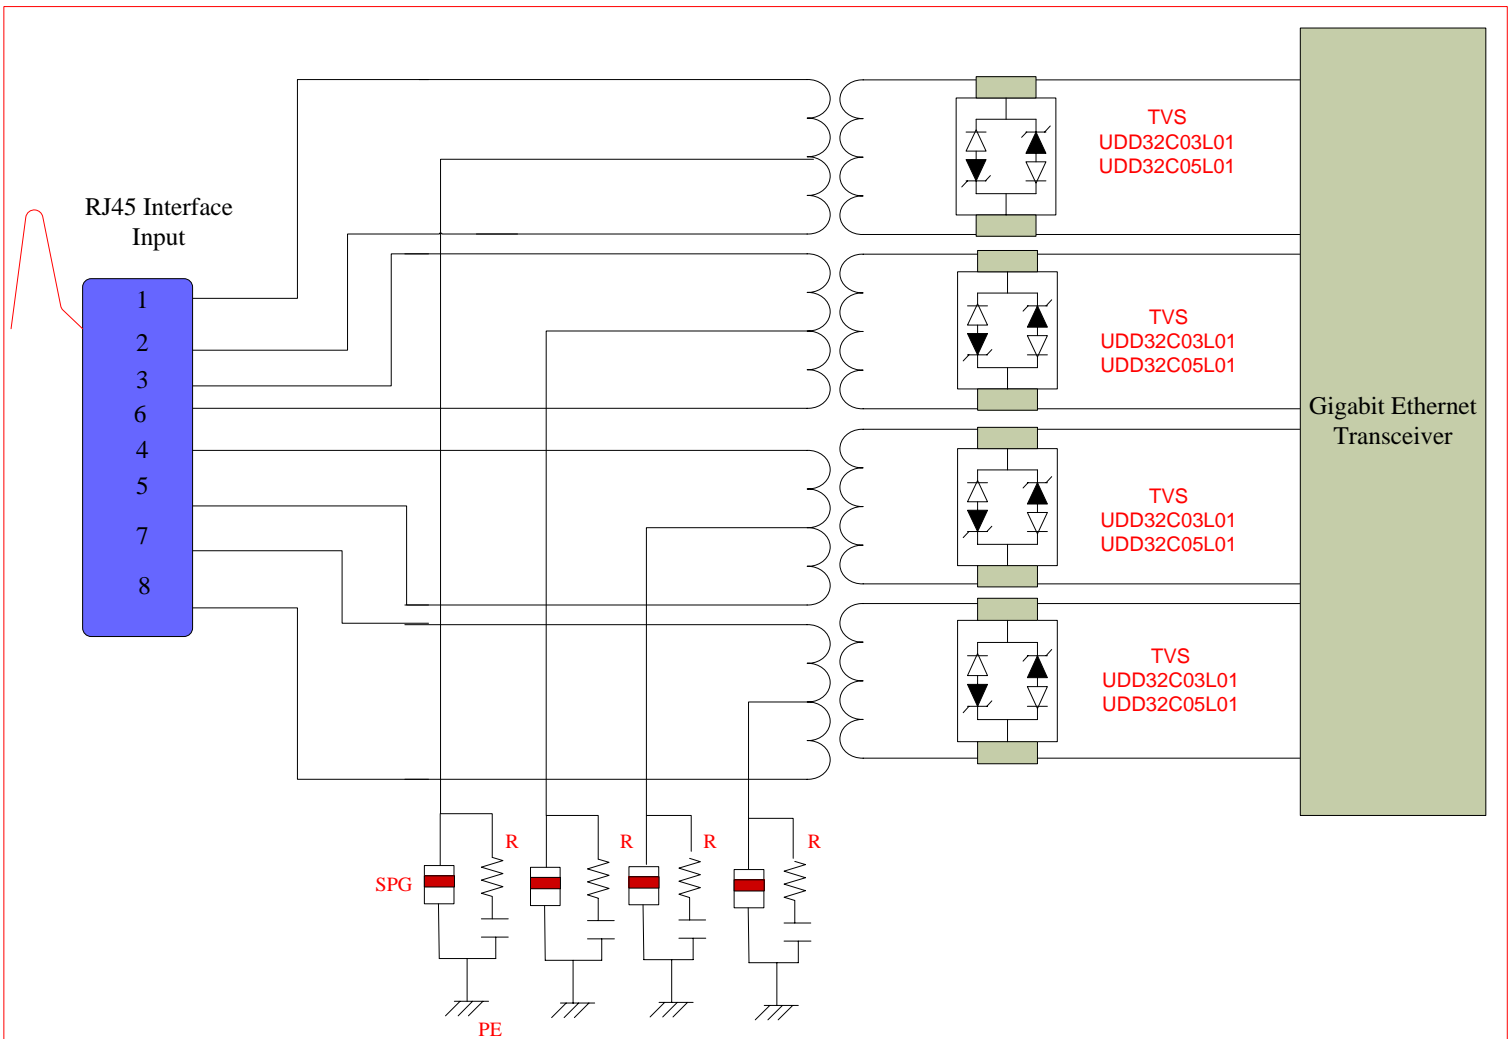 RJ45 Interface
Input
1
2
3
6
4
5
7
8
TVS
UDD32C03L01
UDD32C05L01
TVS
UDD32C03L01
UDD32C05L01
TVS
UDD32C03L01
UDD32C05L01
TVS
UDD32C03L01
UDD32C05L01
Gigabit Ethernet
Transceiver
R
R
R
R
SPG
PE